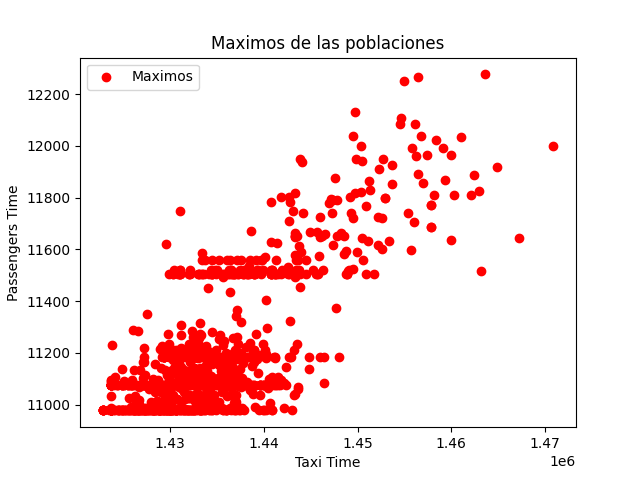 Maximos de las poblaciones
Maximos
Passengers Time
12200
12000
11800
11600
11400
11200
11000
1.43 1.44 1.45 1.46 1.47
1e6
Taxi Time